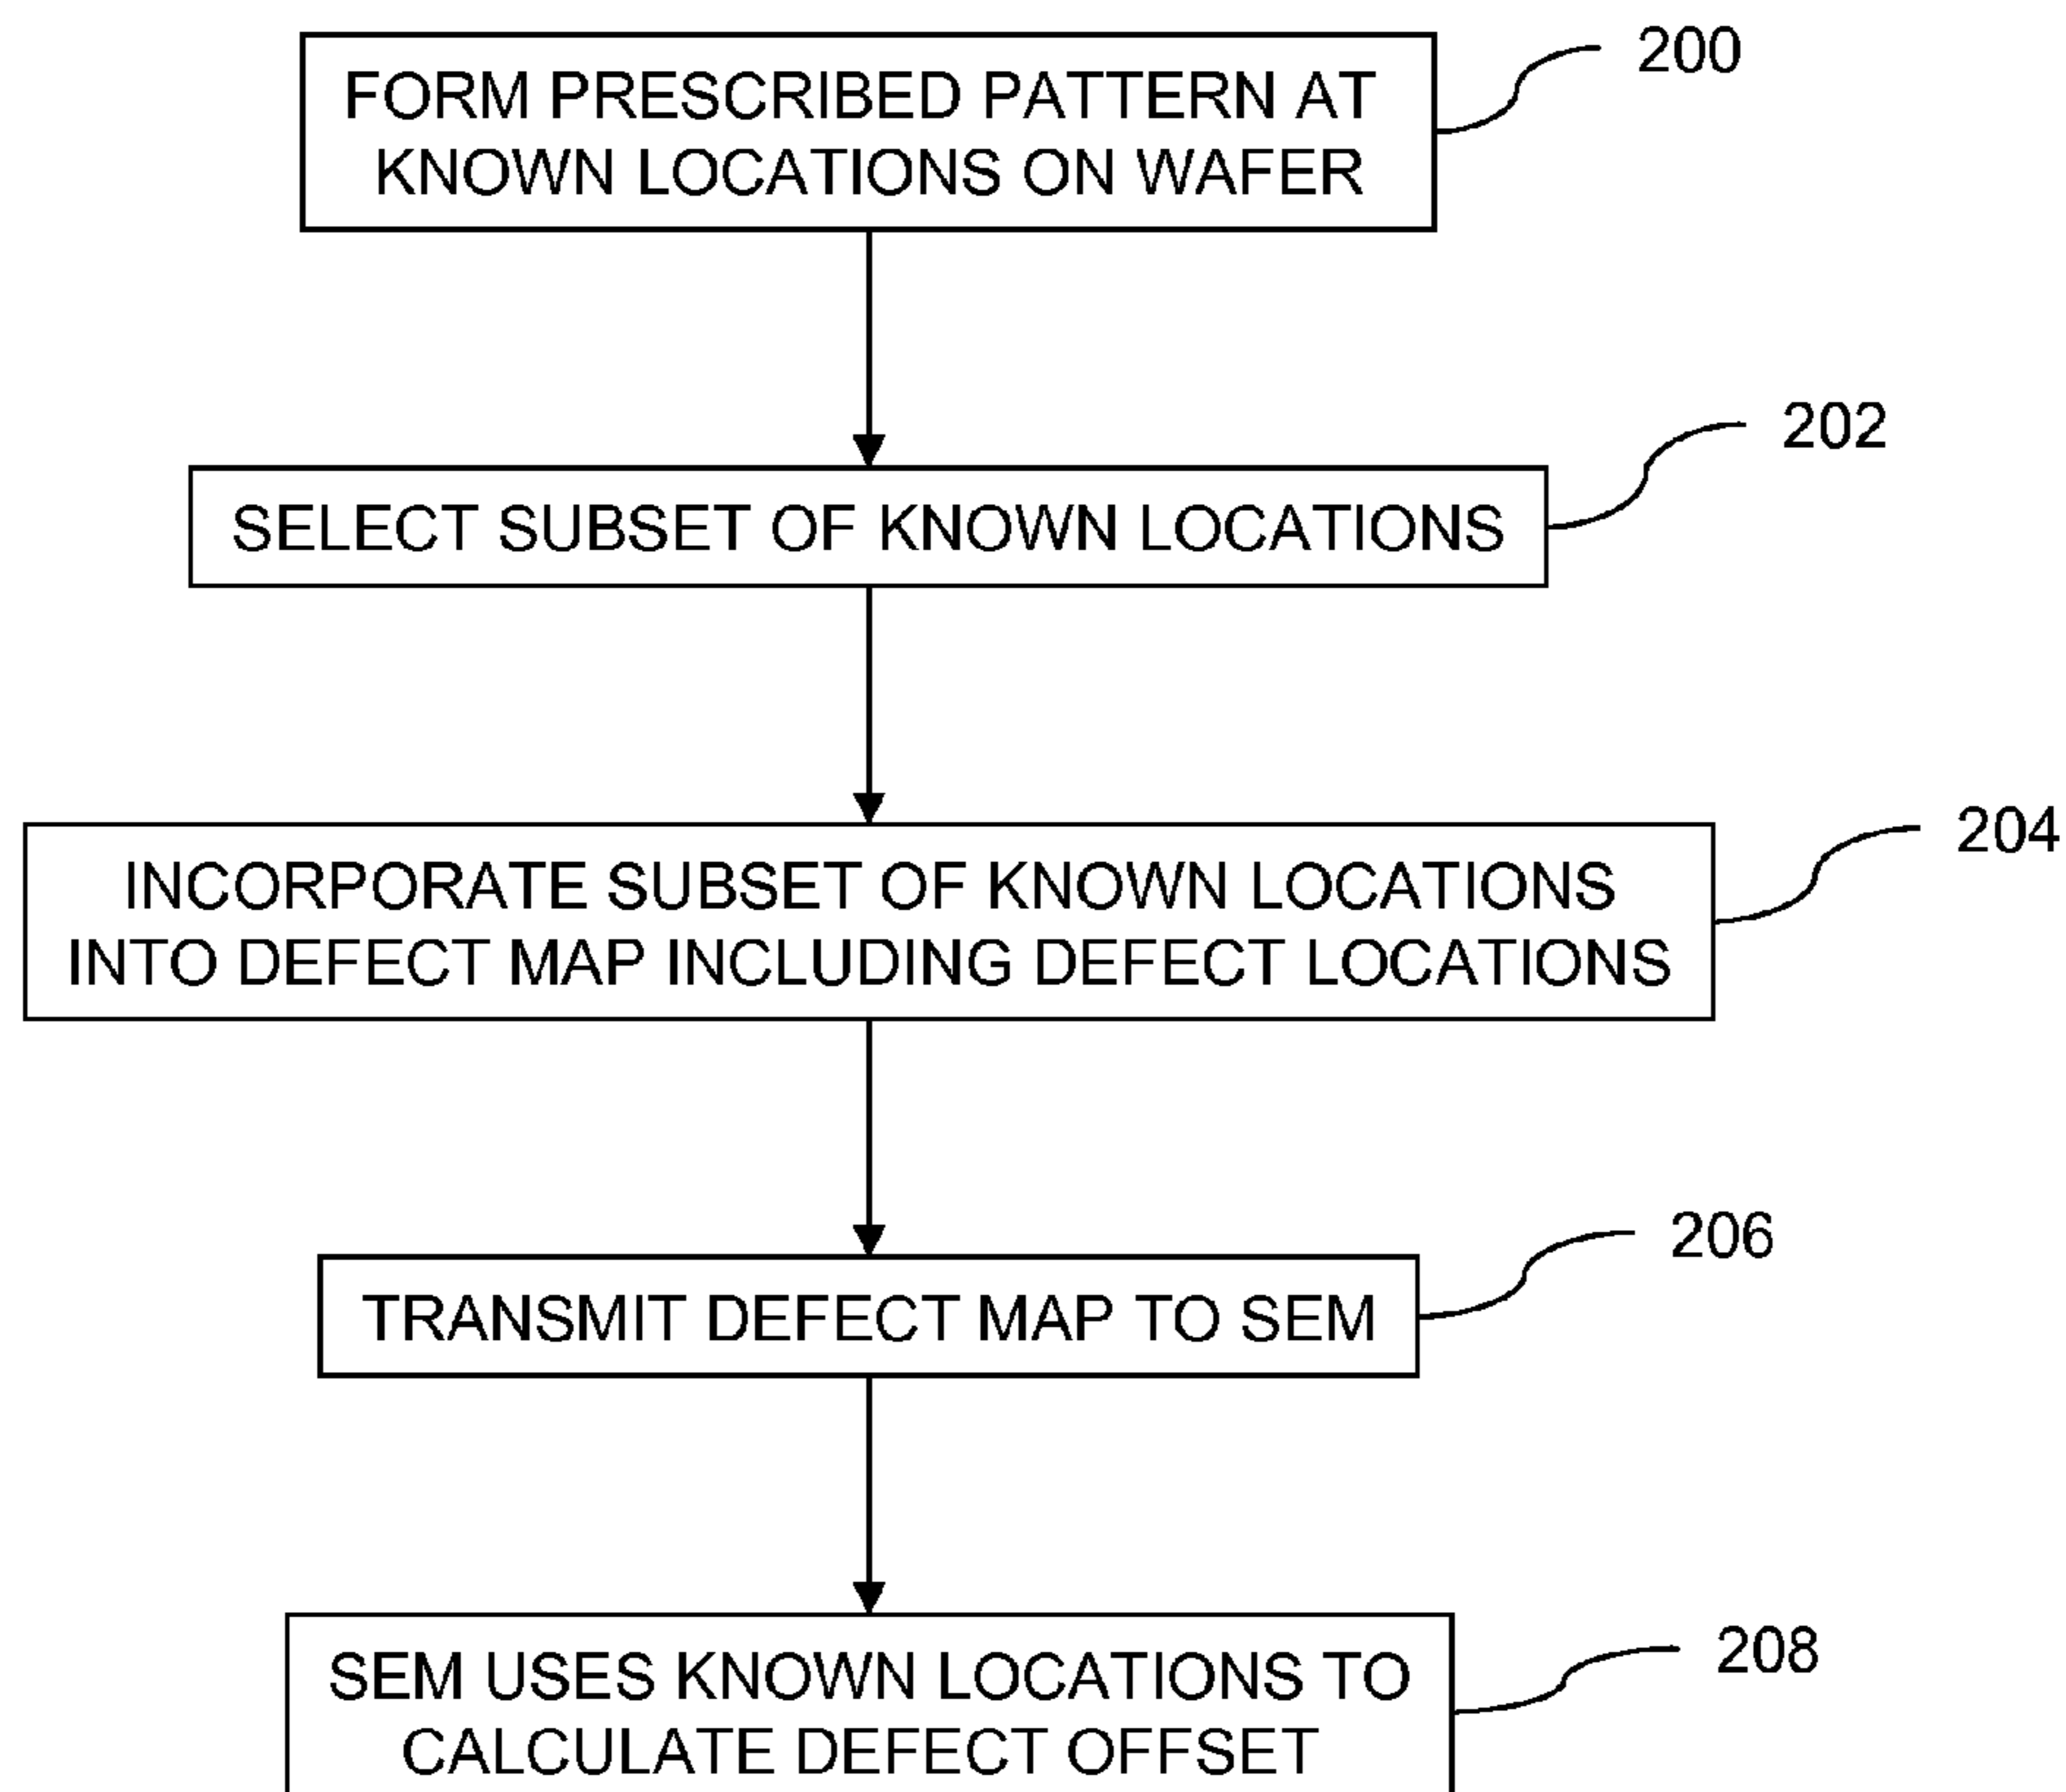 FORM PRESCRIBED PATTERN AT
KNOWN LOCATIONS ON WAFER
200
SELECT SUBSET OF KNOWN LOCATIONS
202
INCORPORATE SUBSET OF KNOWN LOCATIONS
INTO DEFECT MAP INCLUDING DEFECT LOCATIONS
204
TRANSMIT DEFECT MAP TO SEM
206
SEM USES KNOWN LOCATIONS TO
CALCULATE DEFECT OFFSET
208